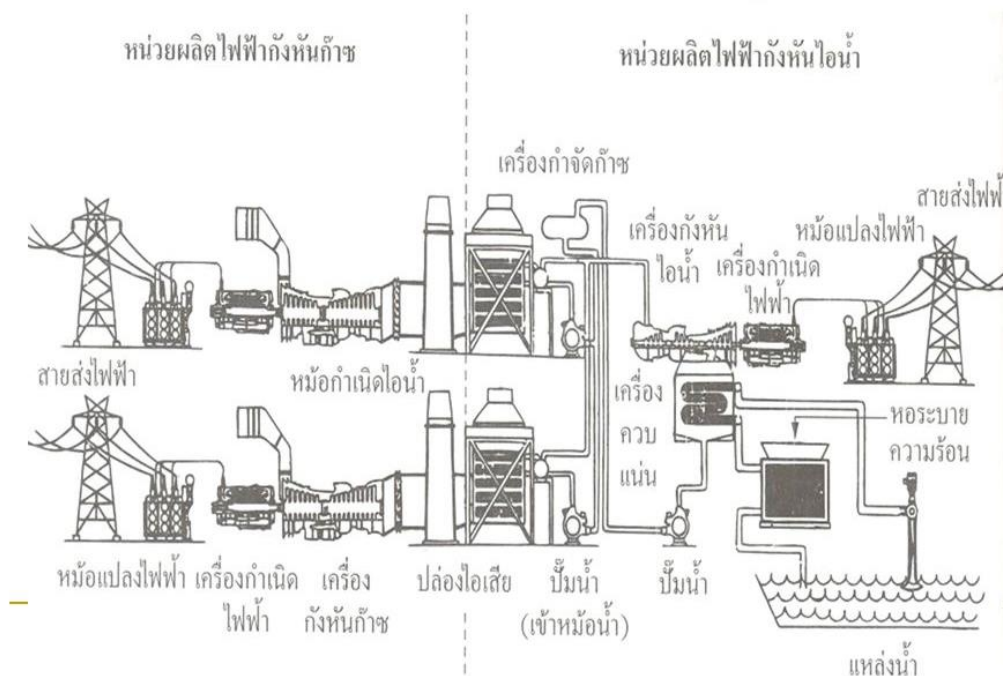 หน่วยผลิตไฟฟ้ากังหันก๊าซ
หน่วยผลิตไฟฟ้ากังหันไอน้ำ
เครื่องกำจัดก๊าซ
สายส่งไฟฟ้
เครื่องกังหัน
ไอน้ำ
หม้อแปลงไฟฟ้า
เครื่องกำเนิด
ไฟฟ้า
สายส่งไฟฟ้า
หม้อกำเนิดไอน้ำ
เครื่อง
ควบ
แน่น
หอระบาย
ความร้อน
หม้อแปลงไฟฟ้า
เครื่องกำเนิด
ไฟฟ้า
เครื่อง
กังหันก๊าซ
ปล่องไอเสีย
ปั๊มน้ำ
(เข้าหม้อน้ำ)
ปั๊มน้ำ
แหล่งน้ำ